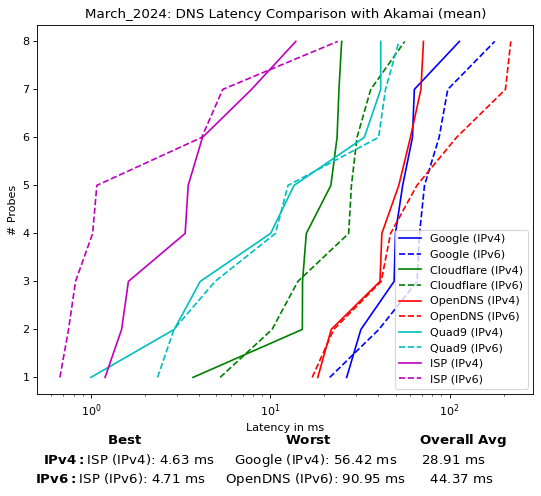 March_2024: DNS Latency Comparison with Akamai (mean)
8
7
6
5
4
3
2
1
# Probes
Google (IPv4)
Google (IPv6)
Cloudflare (IPv4)
Cloudflare (IPv6)
OpenDNS (IPv4)
OpenDNS (IPv6)
Quad9 (IPv4)
Quad9 (IPv6)
ISP (IPv4)
ISP (IPv6)
10⁰ 10¹ 10²
Latency in ms
Best Worst Overall Avg
IPv4: ISP (IPv4): 4.63 ms Google (IPv4): 56.42 ms 28.91 ms
IPv6: ISP (IPv6): 4.71 ms OpenDNS (IPv6): 90.95 ms 44.37 ms